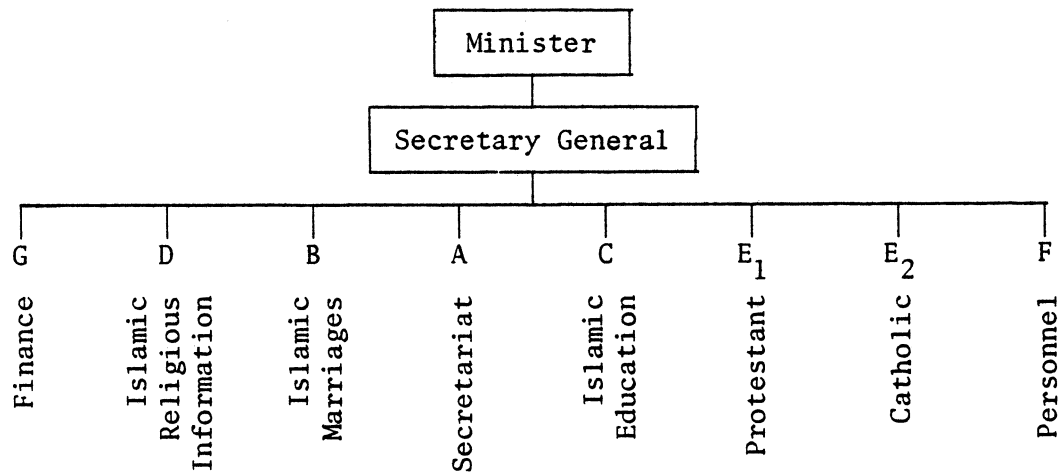 Minister
Secretary General
G D B A C E₁ E₂ F
Finance
Islamic
Religious
Information
Islamic
Marriages
Secretariat
Islamic
Education
Protestant
Catholic
Personnel